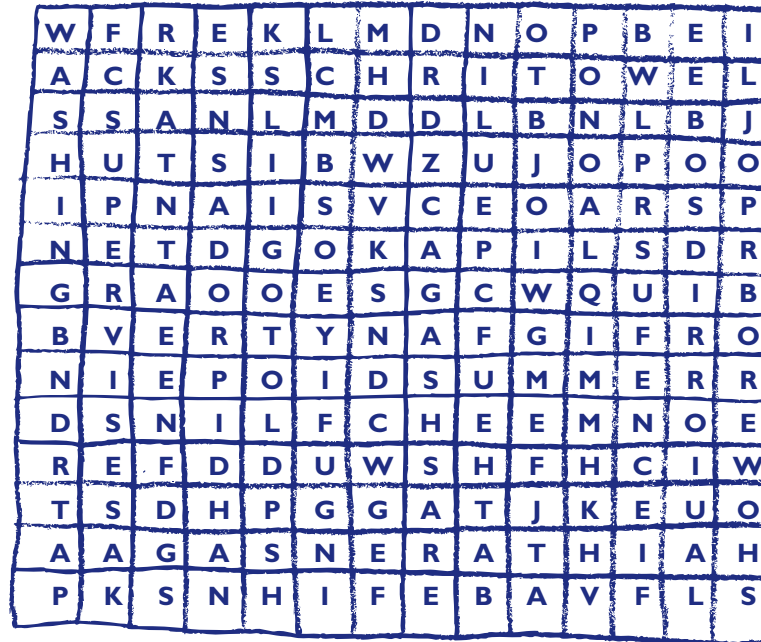 W F R E K L M D N O P B E I
A C K S S C H R I T O W E L
S S A N L M D D L B N L B J
H U T S I B W Z U J O P O O
I P N A I S V C E O A R S P
N E T D G O K A P I L S D R
G R A O O E S G C W Q U I B
B V E R T Y N A F G I F R O
N I E P O I D S U M M E R R
D S N I L F C H E E M N O E
R E F D D U W S H F H C I W
T S D H P G G A T J K E U O
A A G A S N E R A T H I A H
P K S N H I F E B A V F L S